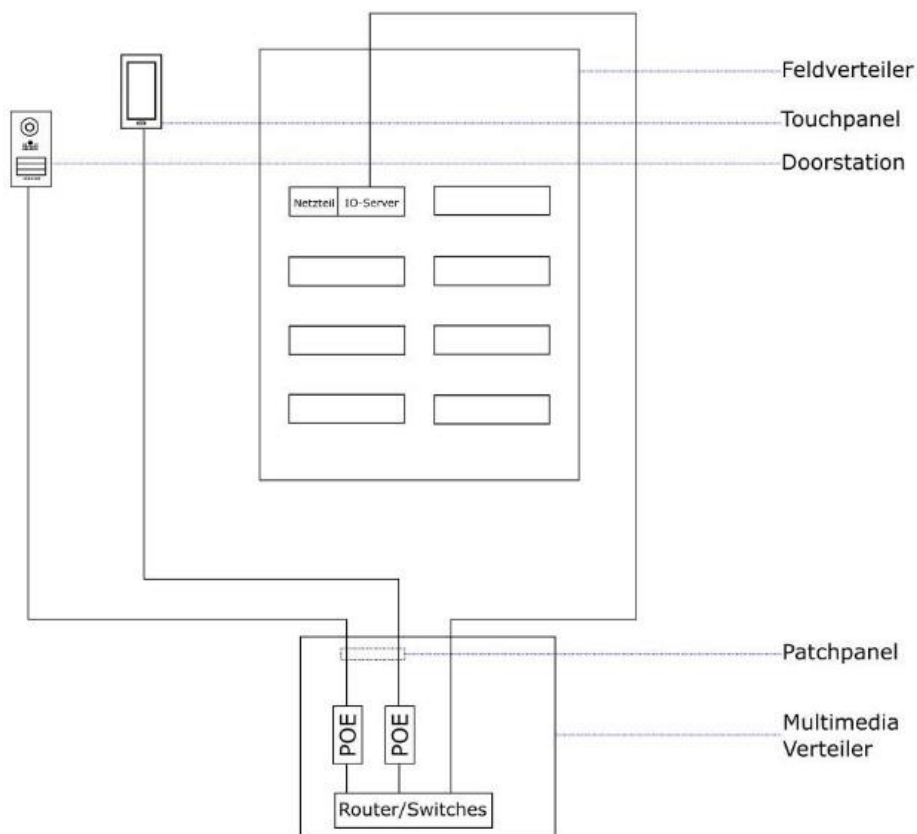 Feldverteiler
Touchpanel
Doorstation
Netzteil IO-Server
Patchpanel
Multimedia
Verteiler
POE POE
Router/Switches